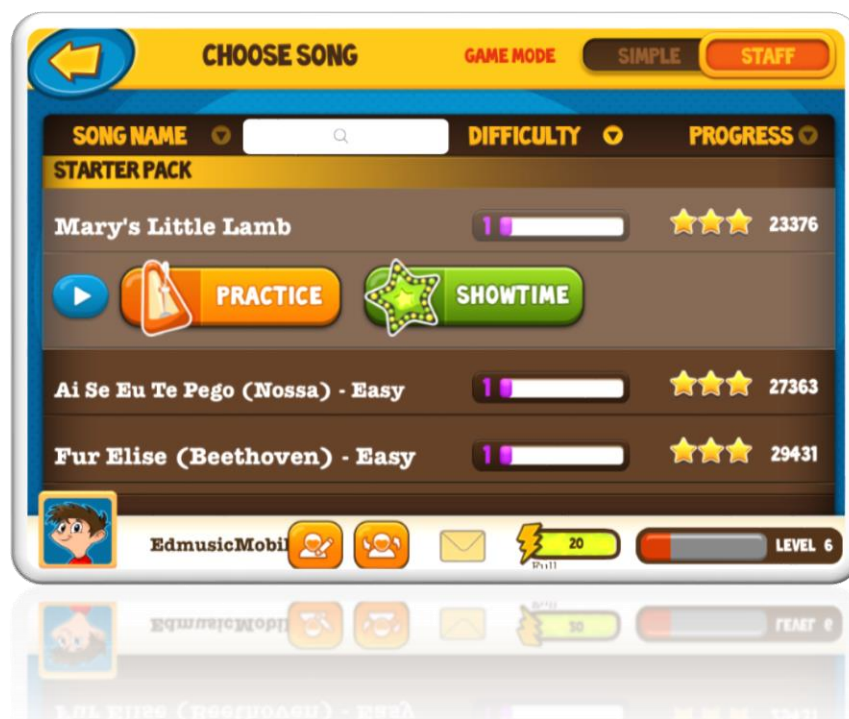 CHOOSE SONG GAME MODE SIMPLE STAFF
SONG NAME DIFFICULTY PROGRESS
STARTER PACK
Mary's Little Lamb 1 23376
PRACTICE SHOWTIME
Ai Se Eu Te Pego (Nossa) - Easy 1 27363
Fur Elise (Beethoven) - Easy 1 29431
EdmusicMobil 20 LEVEL 6
Full